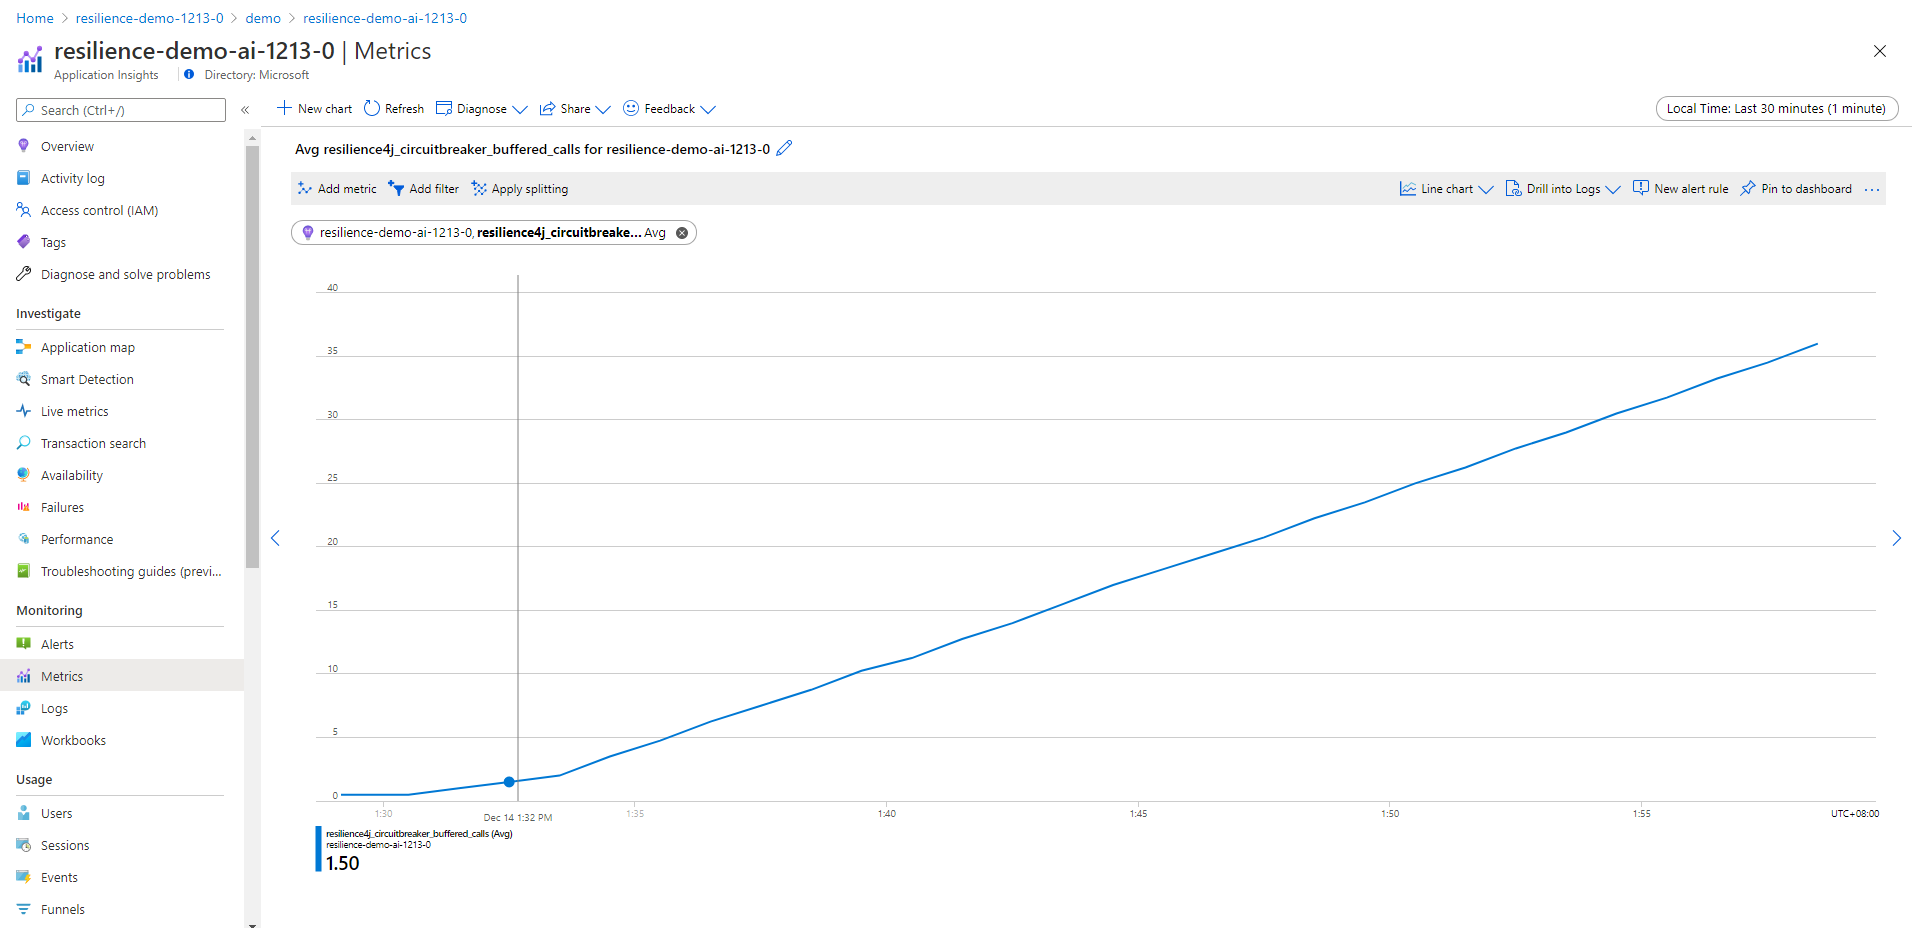 Home > resilience-demo-1213-0 > demo > resilience-demo-ai-1213-0
resilience-demo-ai-1213-0 | Metrics
Application Insights
Directory: Microsoft
Search (Ctrl+/)
«
New chart
Refresh
Diagnose
Share
Feedback
Local Time: Last 30 minutes (1 minute)
Overview
Activity log
Access control (IAM)
Tags
Diagnose and solve problems
Investigate
Application map
Smart Detection
Live metrics
Transaction search
Availability
Failures
Performance
Troubleshooting guides (previ...
Monitoring
Alerts
Metrics
Logs
Workbooks
Usage
Users
Sessions
Events
Funnels
Avg resilience4j_circuitbreaker_buffered_calls for resilience-demo-ai-1213-0
Add metric
Add filter
Apply splitting
Line chart
Drill into Logs
New alert rule
Pin to dashboard
...
resilience-demo-ai-1213-0, resilience4j_circuitbreake... Avg
40
35
30
25
20
15
10
5
0
1:30
Dec 14 1:32 PM
1:35
1:40
1:45
1:50
1:55
UTC+08:00
resilience4j_circuitbreaker_buffered_calls (Avg)
resilience-demo-ai-1213-0
1.50